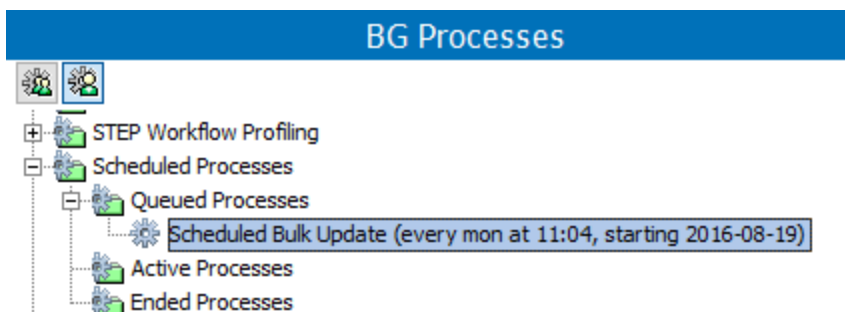 BG Processes
STEP Workflow Profiling
Scheduled Processes
Queued Processes
Scheduled Bulk Update (every mon at 11:04, starting 2016-08-19)
Active Processes
Ended Processes